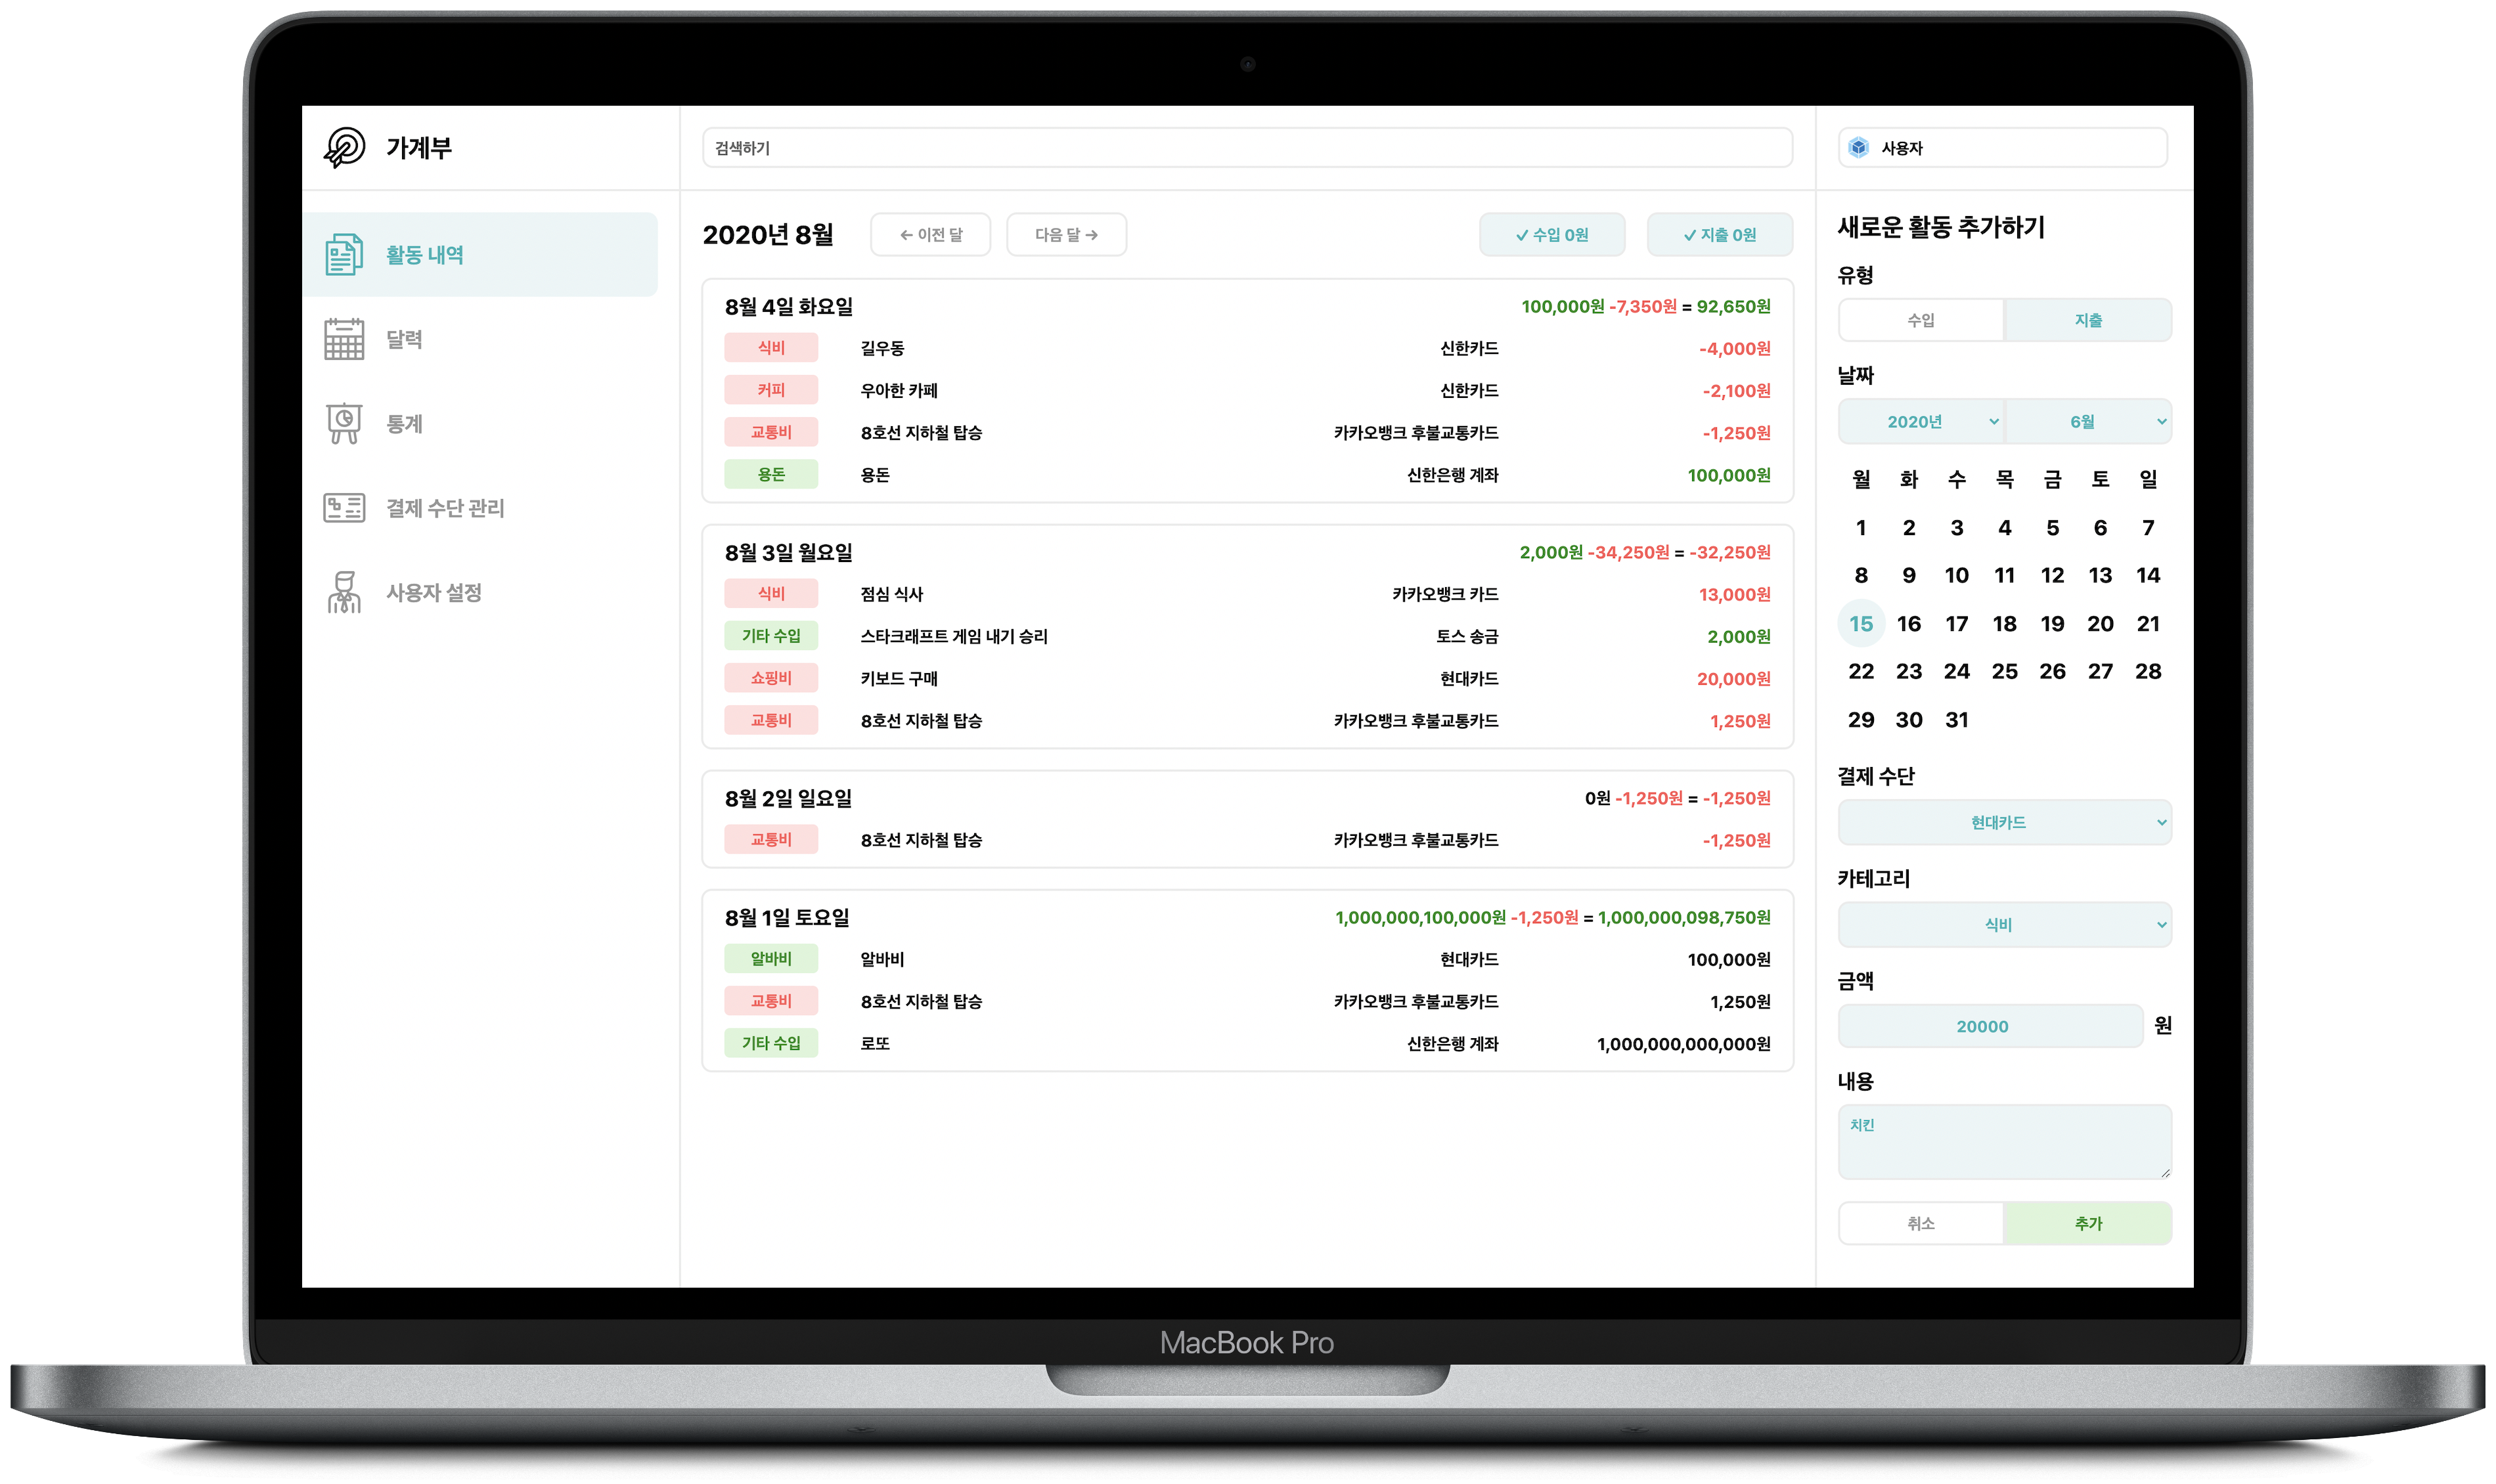 가계부
검색하기
사용자
활동 내역
달력
통계
결제 수단 관리
사용자 설정
2020년 8월 ← 이전 달 다음 달 → ✓ 수입 0원 ✓ 지출 0원
8월 4일 화요일 100,000원 -7,350원 = 92,650원
식비 길우동 신한카드 -4,000원
커피 우아한 카페 신한카드 -2,100원
교통비 8호선 지하철 탑승 카카오뱅크 후불교통카드 -1,250원
용돈 용돈 신한은행 계좌 100,000원
8월 3일 월요일 2,000원 -34,250원 = -32,250원
식비 점심 식사 카카오뱅크 카드 13,000원
기타 수입 스타크래프트 게임 내기 승리 토스 송금 2,000원
쇼핑비 키보드 구매 현대카드 20,000원
교통비 8호선 지하철 탑승 카카오뱅크 후불교통카드 1,250원
8월 2일 일요일 0원 -1,250원 = -1,250원
교통비 8호선 지하철 탑승 카카오뱅크 후불교통카드 -1,250원
8월 1일 토요일 1,000,000,100,000원 -1,250원 = 1,000,000,098,750원
알바비 알바비 현대카드 100,000원
교통비 8호선 지하철 탑승 카카오뱅크 후불교통카드 1,250원
기타 수입 로또 신한은행 계좌 1,000,000,000,000원
새로운 활동 추가하기
유형
수입 지출
날짜
2020년 6월
월 화 수 목 금 토 일
1 2 3 4 5 6 7
8 9 10 11 12 13 14
15 16 17 18 19 20 21
22 23 24 25 26 27 28
29 30 31
결제 수단
현대카드
카테고리
식비
금액
20000 원
내용
치킨
취소 추가
MacBook Pro